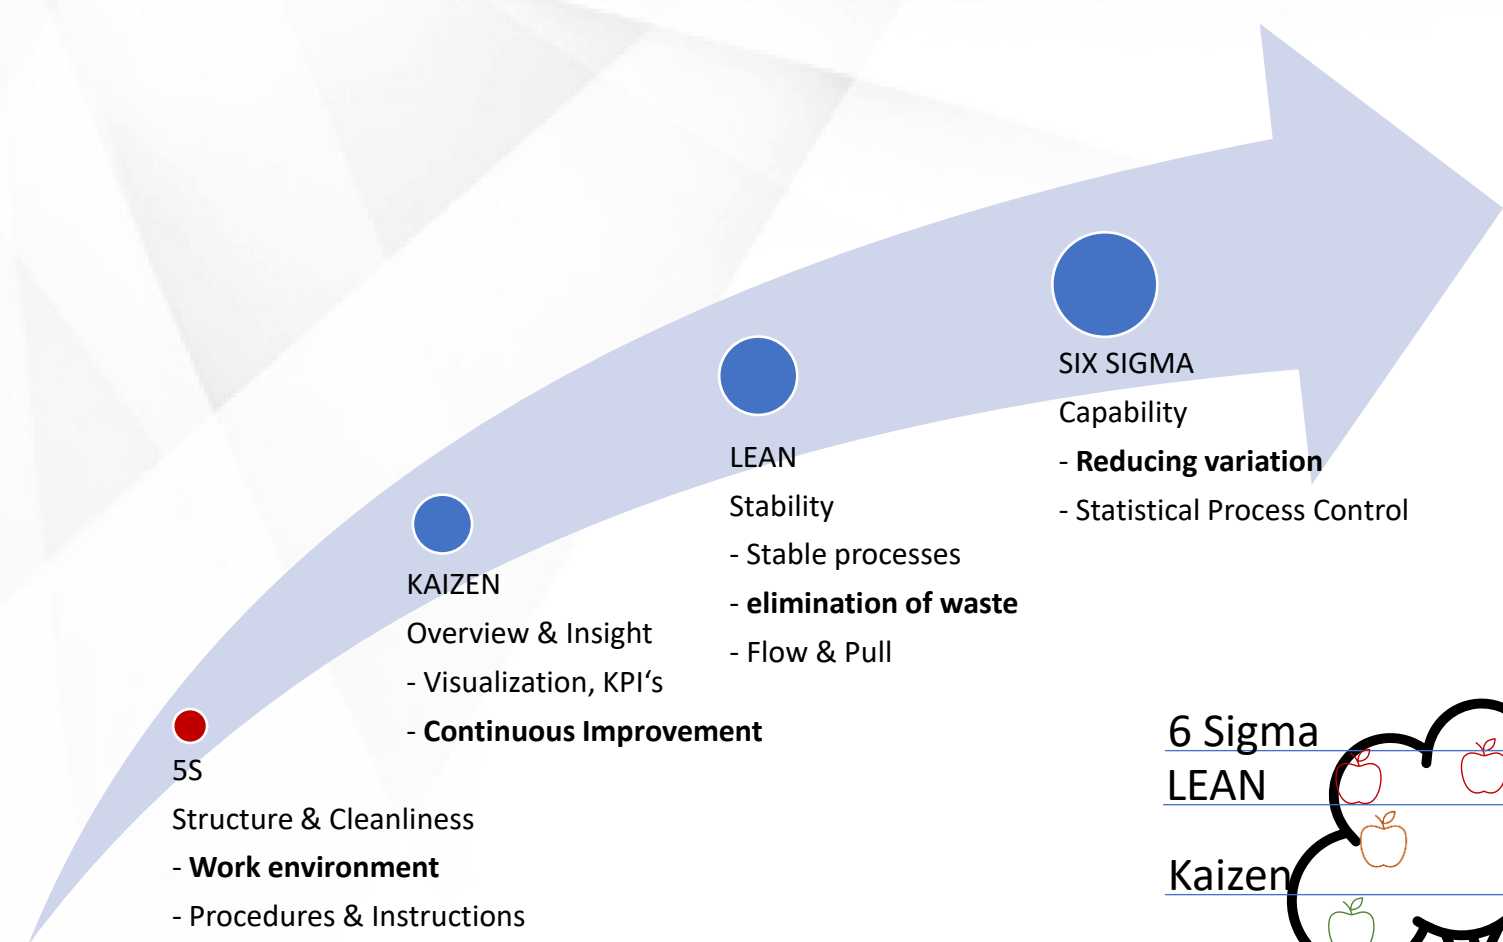 SIX SIGMA
Capability
- Reducing variation
- Statistical Process Control
LEAN
Stability
- Stable processes
- elimination of waste
- Flow & Pull
KAIZEN
Overview & Insight
- Visualization, KPI‘s
- Continuous Improvement
5S
Structure & Cleanliness
- Work environment
- Procedures & Instructions
6 Sigma
LEAN
Kaizen